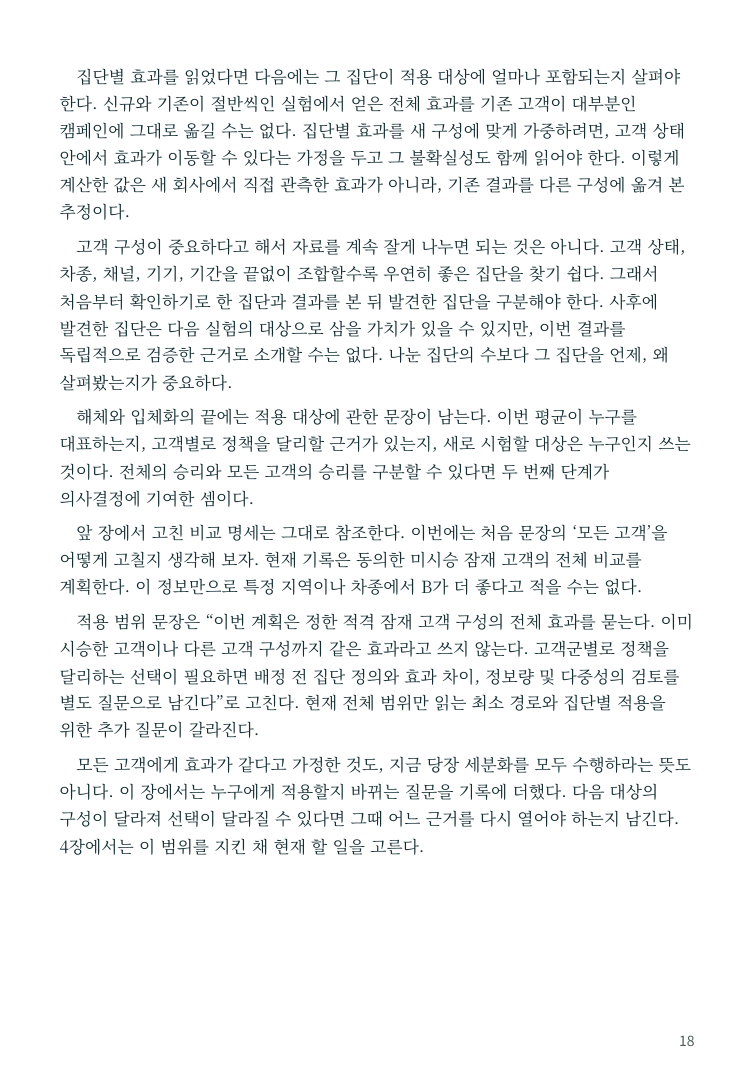 집단별 효과를 읽었다면 다음에는 그 집단이 적용 대상에 얼마나 포함되는지 살펴야
한다. 신규와 기존이 절반씩인 실험에서 얻은 전체 효과를 기존 고객이 대부분인
캠페인에 그대로 옮길 수는 없다. 집단별 효과를 새 구성에 맞게 가중하려면, 고객 상태
안에서 효과가 이동할 수 있다는 가정을 두고 그 불확실성도 함께 읽어야 한다. 이렇게
계산한 값은 새 회사에서 직접 관측한 효과가 아니라, 기존 결과를 다른 구성에 옮겨 본
추정이다.
고객 구성이 중요하다고 해서 자료를 계속 잘게 나누면 되는 것은 아니다. 고객 상태,
차종, 채널, 기기, 기간을 끝없이 조합할수록 우연히 좋은 집단을 찾기 쉽다. 그래서
처음부터 확인하기로 한 집단과 결과를 본 뒤 발견한 집단을 구분해야 한다. 사후에
발견한 집단은 다음 실험의 대상으로 삼을 가치가 있을 수 있지만, 이번 결과를
독립적으로 검증한 근거로 소개할 수는 없다. 나눈 집단의 수보다 그 집단을 언제, 왜
살펴봤는지가 중요하다.
해체와 입체화의 끝에는 적용 대상에 관한 문장이 남는다. 이번 평균이 누구를
대표하는지, 고객별로 정책을 달리할 근거가 있는지, 새로 시험할 대상은 누구인지 쓰는
것이다. 전체의 승리와 모든 고객의 승리를 구분할 수 있다면 두 번째 단계가
의사결정에 기여한 셈이다.
앞 장에서 고친 비교 명세는 그대로 참조한다. 이번에는 처음 문장의 ‘모든 고객’을
어떻게 고칠지 생각해 보자. 현재 기록은 동의한 미시승 잠재 고객의 전체 비교를
계획한다. 이 정보만으로 특정 지역이나 차종에서 B가 더 좋다고 적을 수는 없다.
적용 범위 문장은 “이번 계획은 정한 적격 잠재 고객 구성의 전체 효과를 묻는다. 이미
시승한 고객이나 다른 고객 구성까지 같은 효과라고 쓰지 않는다. 고객군별로 정책을
달리하는 선택이 필요하면 배정 전 집단 정의와 효과 차이, 정보량 및 다중성의 검토를
별도 질문으로 남긴다”로 고친다. 현재 전체 범위만 읽는 최소 경로와 집단별 적용을
위한 추가 질문이 갈라진다.
모든 고객에게 효과가 같다고 가정한 것도, 지금 당장 세분화를 모두 수행하라는 뜻도
아니다. 이 장에서는 누구에게 적용할지 바뀌는 질문을 기록에 더했다. 다음 대상의
구성이 달라져 선택이 달라질 수 있다면 그때 어느 근거를 다시 열어야 하는지 남긴다.
4장에서는 이 범위를 지킨 채 현재 할 일을 고른다.
18